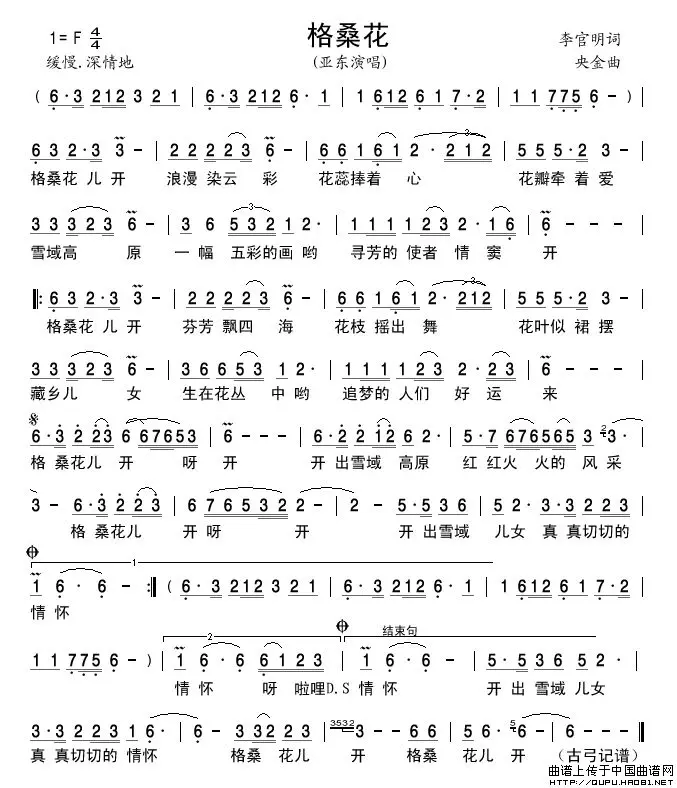 格桑花
1=F 4/4
李官明词
缓慢.深情地
(亚东演唱)
央金曲
( 6·3 212 3 2 1 | 6·3 212 6· 1 | 1 612 6 1 7·2 | 1 1 775 6 - ) |
6 3 2·3 3 - | 2 2 2 2 3 6 - | 6 6 1 6 1 2 · 2 1 2 | 5 5 5·2 3 - |
格桑花 儿 开 浪漫 染云 彩 花蕊捧着 心 花瓣牵 着 爱
3 3 3 2 3 6 - | 3 6 5 3 2 1 2 · | 1 1 1 1 2 3 2 · 1 6 | 6 - - - |
雪域高 原 一 幅 五彩的画 哟 寻芳的 使者 情 窦 开
6 3 2·3 3 - | 2 2 2 2 3 6 - | 6 6 1 6 1 2 · 2 1 2 | 5 5 5·2 3 - |
格桑花 儿 开 芬芳 飘四 海 花枝 摇出 舞 花叶似 裙 摆
3 3 3 2 3 6 - | 3 6 6 5 3 1 2 · | 1 1 1 1 2 3 2 · 1 6 | 6 - - - |
藏乡儿 女 生在花丛 中 哟 追梦的 人们 好 运 来
6·3 2 2 3 6 6 7 6 5 3 | 6 - - - | 6·2 2 1 2 6 2 · | 5·7 6 7 6 5 6 5 3 2 3 · |
格 桑花儿 开 呀 开 开 出雪域 高原 红 红火 火的 风 采
3 - 6·3 2 2 3 | 6 7 6 5 3 2 2 - | 2 - 5·5 3 6 | 5 5 2 3·3 2 2 3 |
格 桑花儿 开呀 开 开 出雪域 儿女 真 真切切的
1
1 6 · 6 - :| ( 6·3 212 3 2 1 | 6·3 212 6·6 | 1 612 6 1 7·2 |
情 怀
2 结束句
1 1 775 6 - ) | 1 6 · 6 6 1 2 3 | 1 6 · 6 - | 5·5 3 6 5 2 |
情 怀 呀 啦哩D.S 情 怀 开 出 雪域 儿女
3·3 2 2 3 1 6 · | 6 - 3 3 2 2 3 | 3532 3 - - 6 6 | 5 6 · 5 6 - | 6 - - - ||
真 真切切的 情怀 格桑 花儿 开 格桑 花儿 开 (古弓记谱)
曲谱上传于中国曲谱网
http://QUPU.HAO81.NET